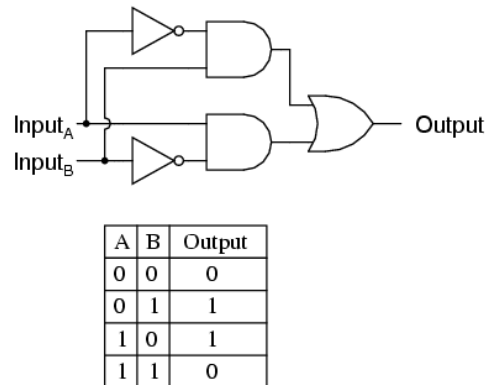 Input_A
Output
Input_B
A B Output
0 0 0
0 1 1
1 0 1
1 1 0